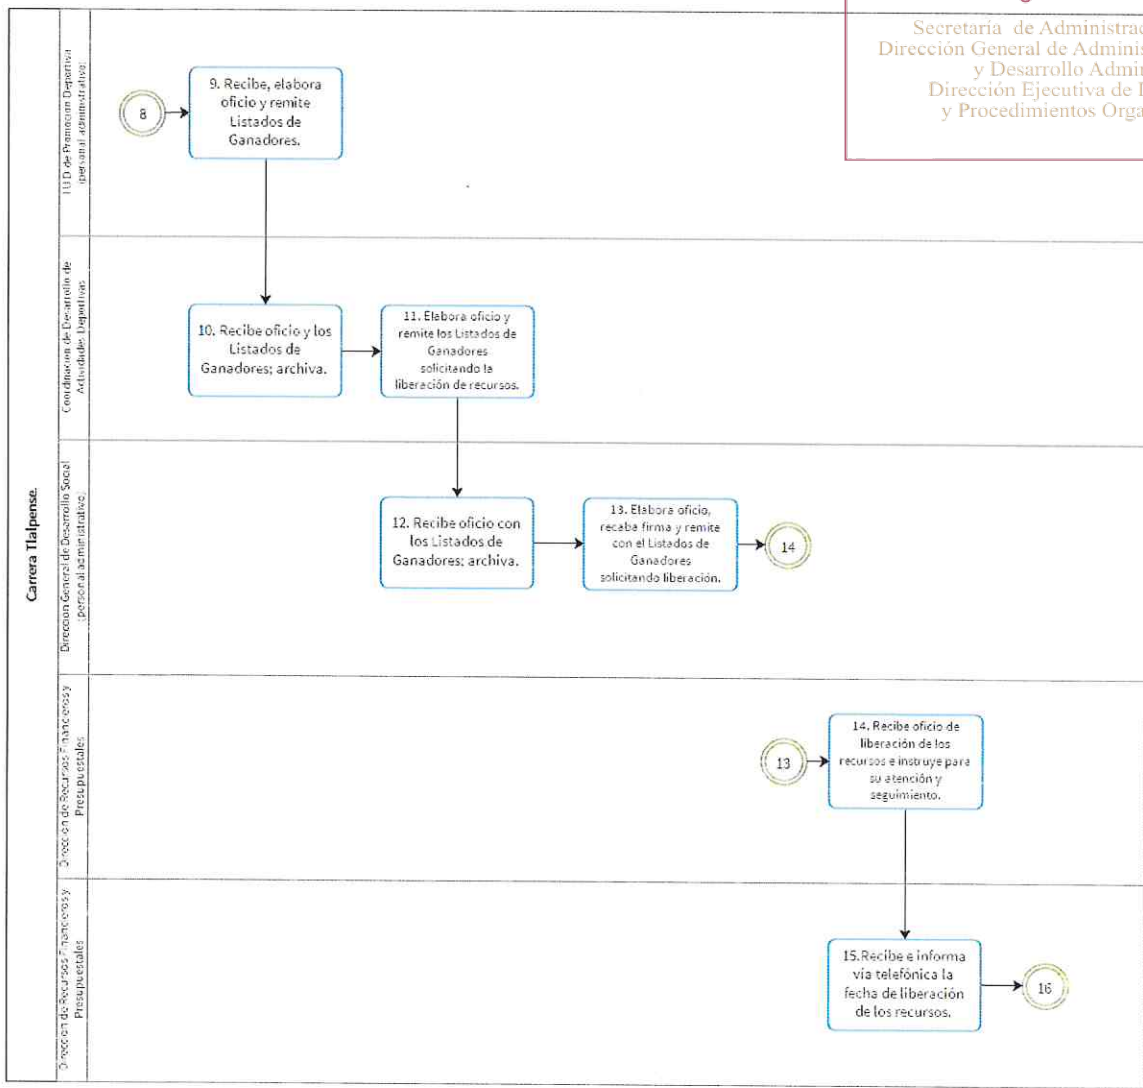 Secretaría de Administrac
Dirección General de Adminis
y Desarrollo Admin
Dirección Ejecutiva de
y Procedimientos Orga
Carrera Tlalpense.
J.U.D de Promoción Deportiva
(personal administrativo)
8
9. Recibe, elabora
oficio y remite
Listados de
Ganadores.
Coordinación de Desarrollo de
Actividades Deportivas
10. Recibe oficio y los
Listados de
Ganadores; archiva.
11. Elabora oficio y
remite los Listados de
Ganadores
solicitando la
liberación de recursos.
Dirección General de Desarrollo Social
(personal administrativo)
12. Recibe oficio con
los Listados de
Ganadores; archiva.
13. Elabora oficio,
recaba firma y remite
con el Listados de
Ganadores
solicitando liberación.
14
Dirección de Recursos Financieros y
Presupuestales
13
14. Recibe oficio de
liberación de los
recursos e instruye para
su atención y
seguimiento.
Dirección de Recursos Financieros y
Presupuestales
15.Recibe e informa
vía telefónica la
fecha de liberación
de los recursos.
16